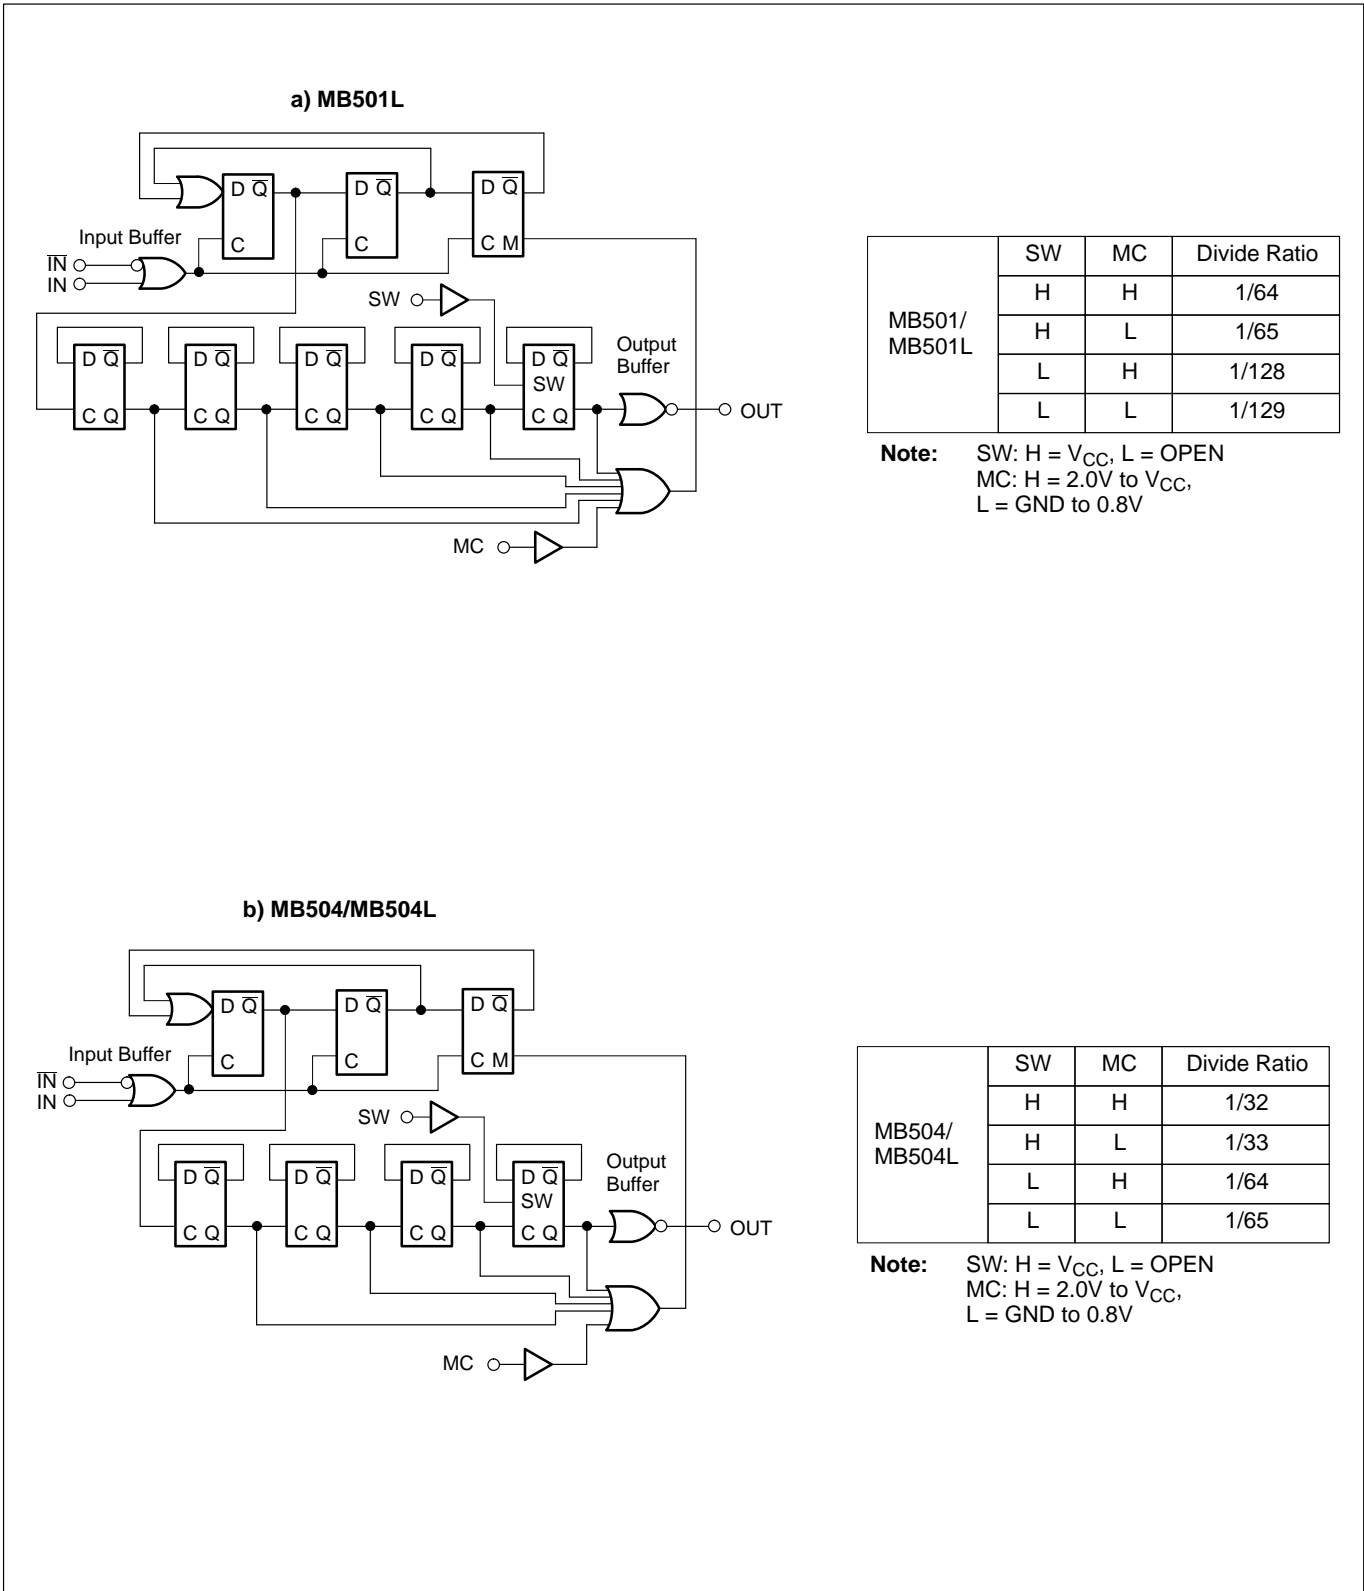 a) MB501L
D Q̅
D Q̅
D Q̅
C
C
C M
Input Buffer
I̅N̅
IN
SW
D Q̅
D Q̅
D Q̅
D Q̅
D Q̅
SW
C Q
C Q
C Q
C Q
C Q
Output
Buffer
OUT
MC
SW MC Divide Ratio
MB501/
MB501L
H H 1/64
H L 1/65
L H 1/128
L L 1/129
Note: SW: H = VCC, L = OPEN
MC: H = 2.0V to VCC,
L = GND to 0.8V
b) MB504/MB504L
D Q̅
D Q̅
D Q̅
C
C
C M
Input Buffer
I̅N̅
IN
SW
D Q̅
D Q̅
D Q̅
D Q̅
SW
C Q
C Q
C Q
C Q
Output
Buffer
OUT
MC
SW MC Divide Ratio
MB504/
MB504L
H H 1/32
H L 1/33
L H 1/64
L L 1/65
Note: SW: H = VCC, L = OPEN
MC: H = 2.0V to VCC,
L = GND to 0.8V